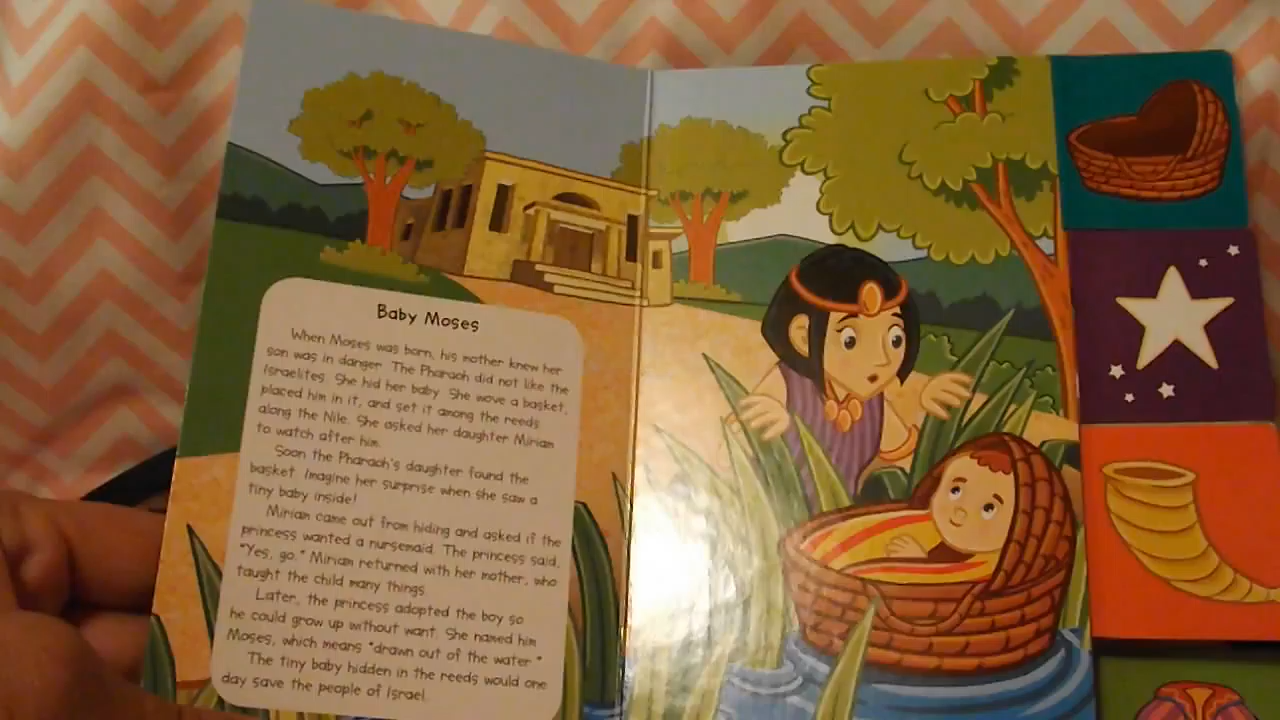 Baby Moses
When Moses was born, his mother knew her
son was in danger. The Pharaoh did not like the
Israelites. She hid her baby. She wove a basket,
placed him in it, and set it among the reeds
along the Nile. She asked her daughter Miriam
to watch after him.
Soon the Pharaoh's daughter found the
basket. Imagine her surprise when she saw a
tiny baby inside!
Miriam came out from hiding and asked if the
princess wanted a nursemaid. The princess said,
"Yes, go." Miriam returned with her mother, who
taught the child many things.
Later, the princess adopted the boy so
he could grow up without want. She named him
Moses, which means "drawn out of the water."
The tiny baby hidden in the reeds would one
day save the people of Israel.